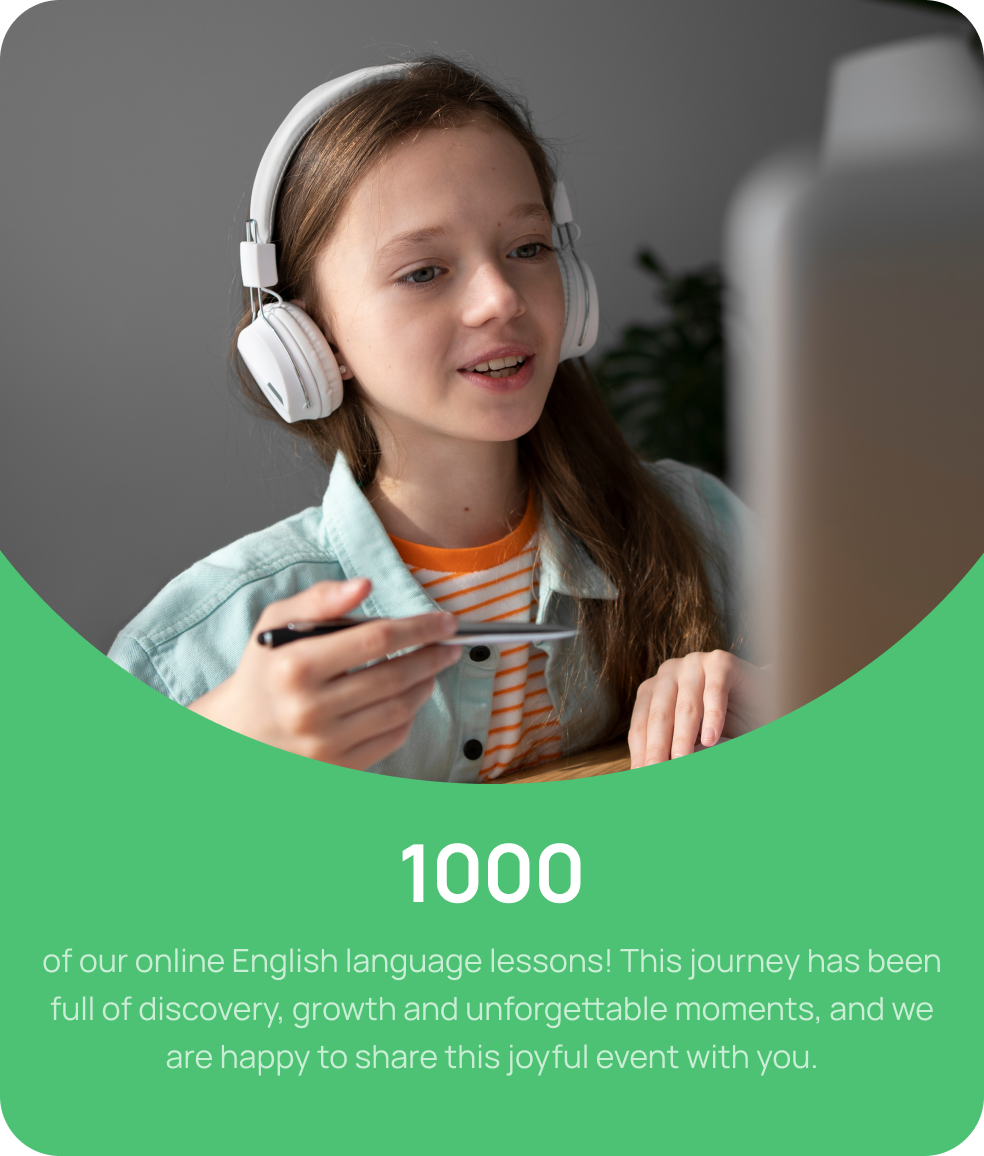 1000
of our online English language lessons! This journey has been
full of discovery, growth and unforgettable moments, and we
are happy to share this joyful event with you.